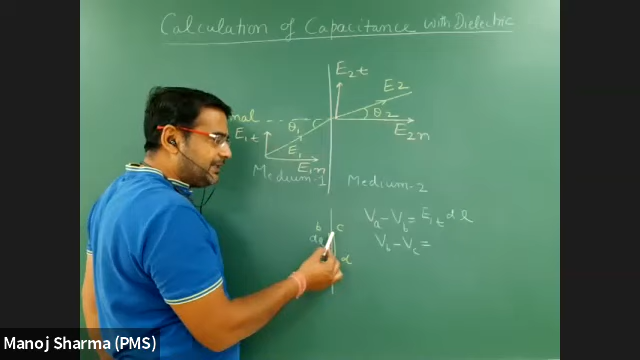 Calculation of Capacitance with Dielectric
E2t
E2
θ2
E2n
E1t
θ1
E1
E1n
Medium-1
Medium-2
b
c
Va - Vb = E1t dl
Vb - Vc =
Manoj Sharma (PMS)